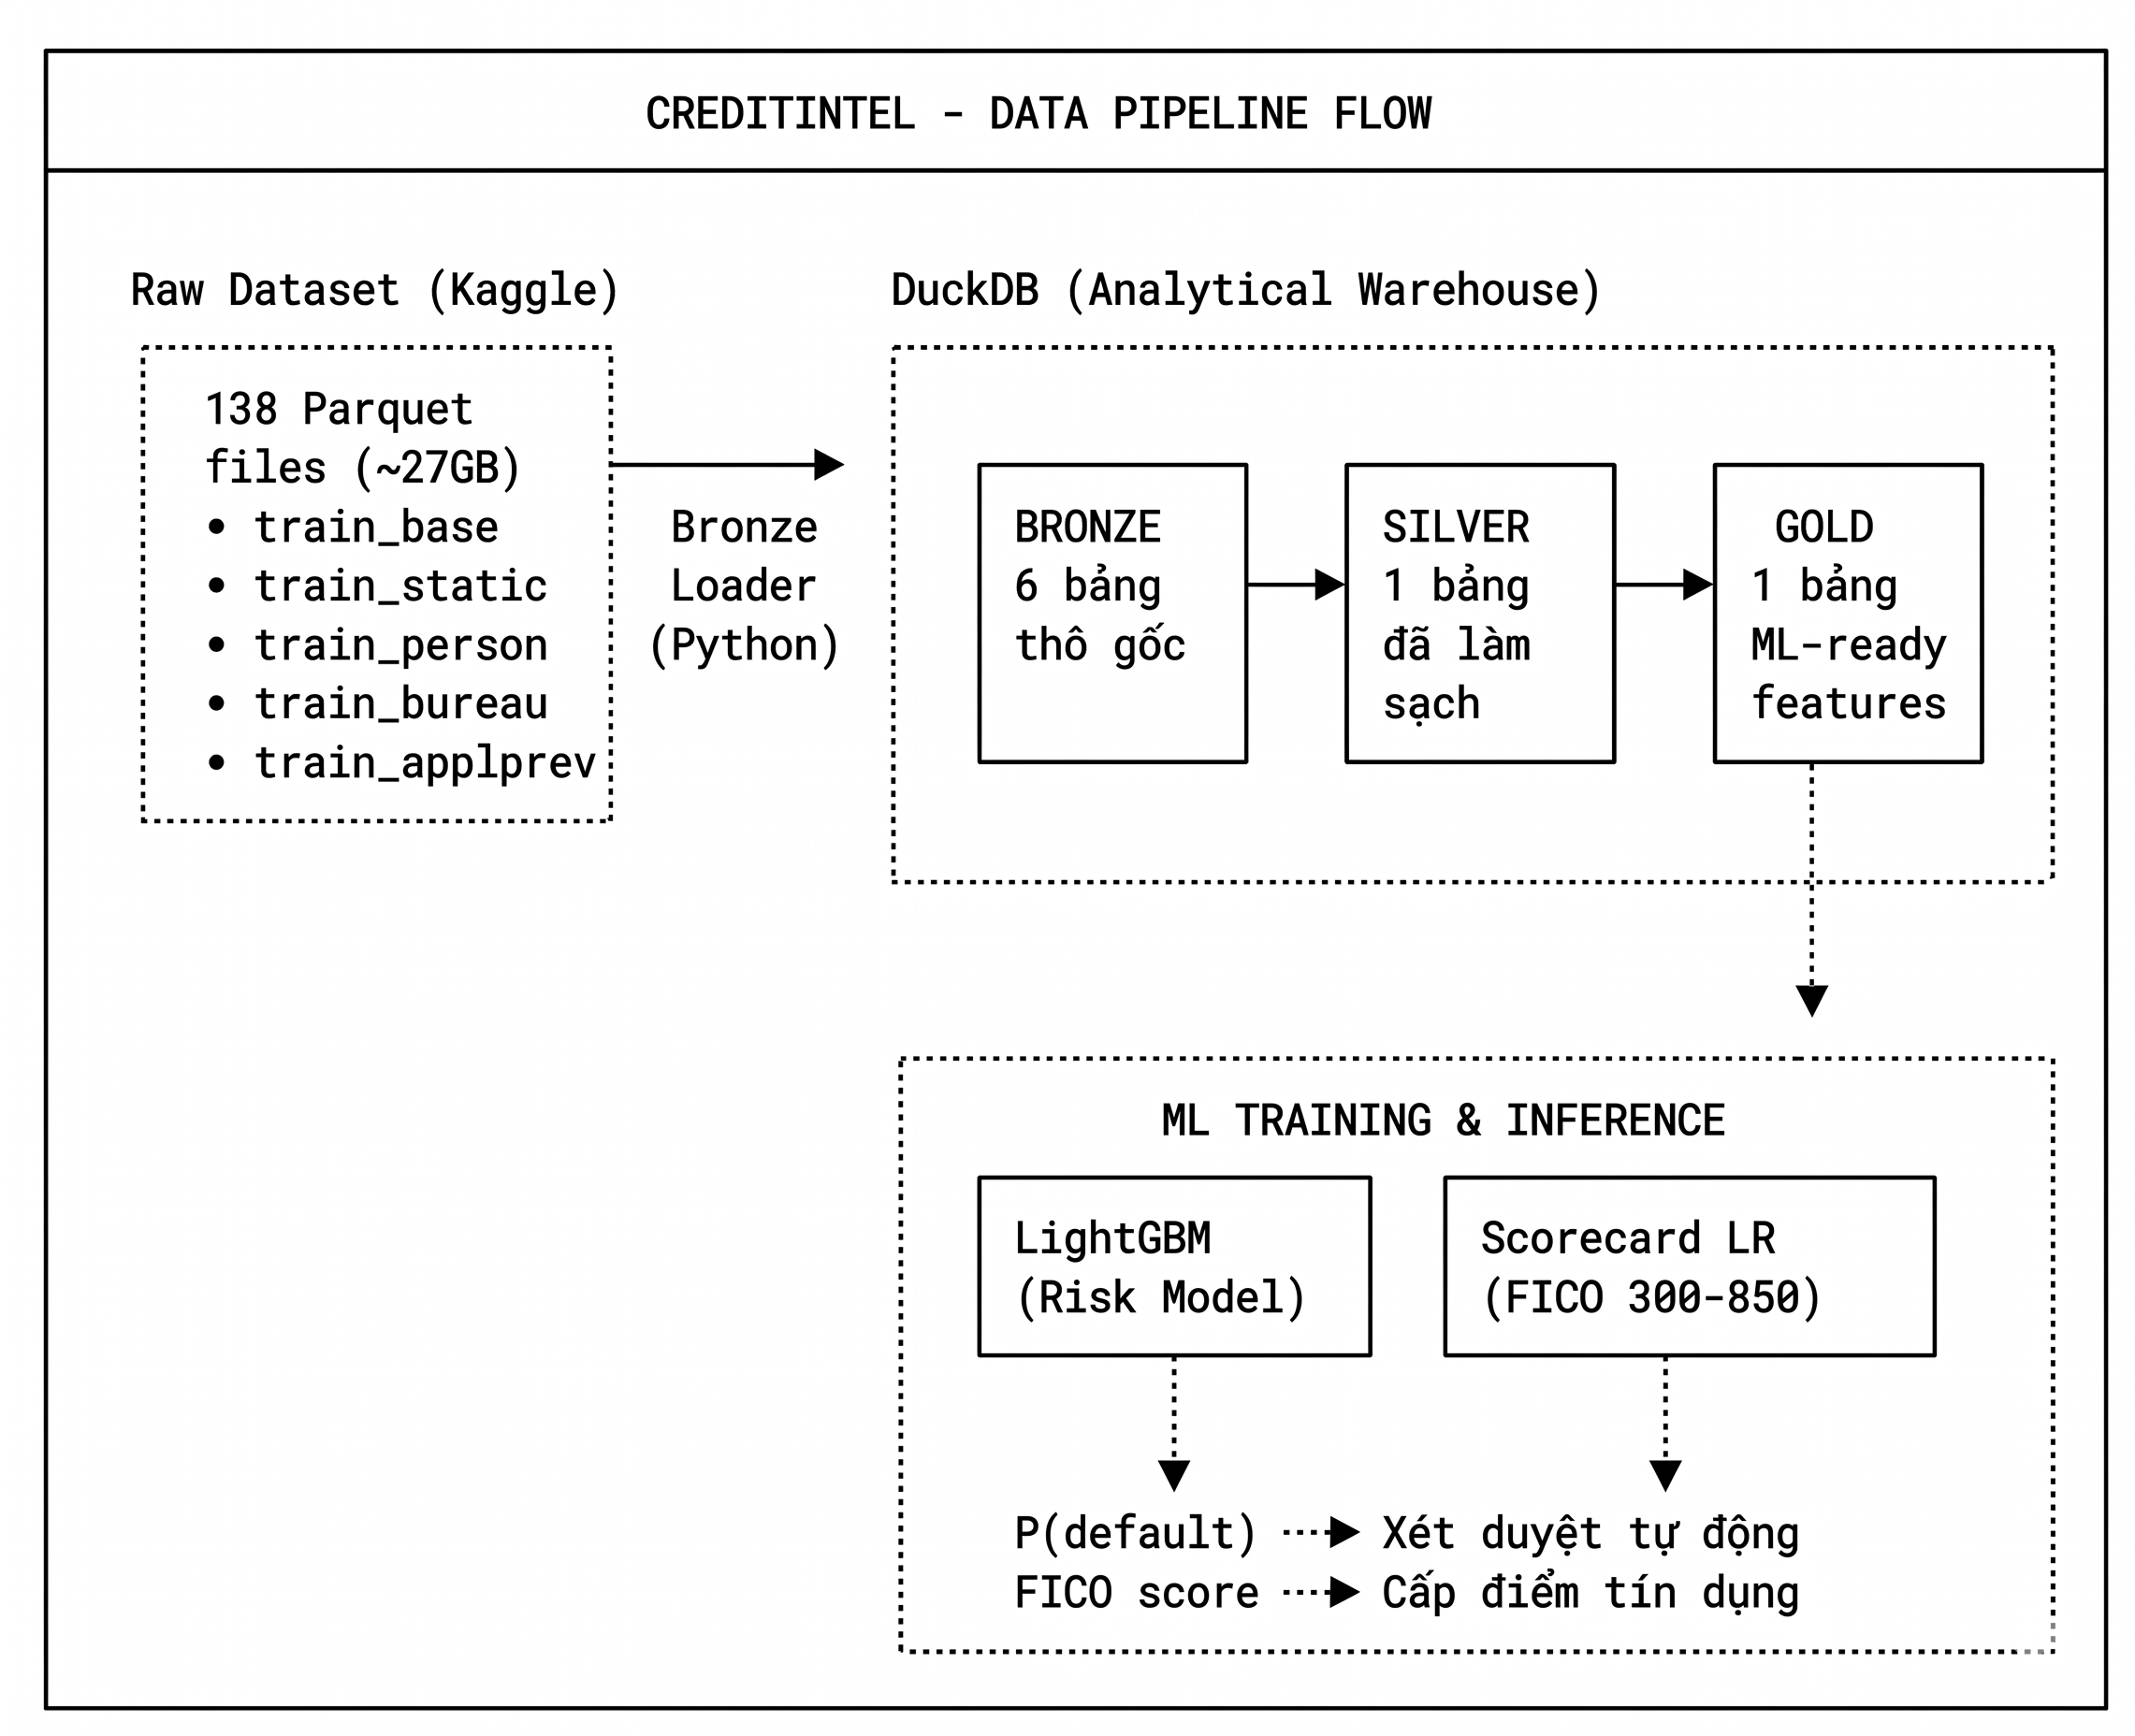 CREDITINTEL - DATA PIPELINE FLOW
Raw Dataset (Kaggle)
138 Parquet
files (~27GB)
• train_base
• train_static
• train_person
• train_bureau
• train_applprev
Bronze
Loader
(Python)
DuckDB (Analytical Warehouse)
BRONZE
6 bảng
thô gốc
SILVER
1 bảng
đã làm
sạch
GOLD
1 bảng
ML-ready
features
ML TRAINING & INFERENCE
LightGBM
(Risk Model)
Scorecard LR
(FICO 300-850)
P(default) Xét duyệt tự động
FICO score Cấp điểm tín dụng